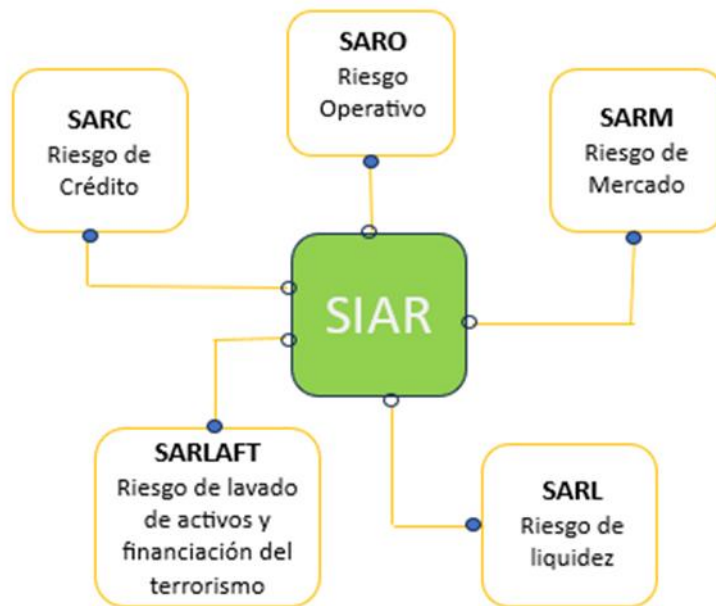 SARO
Riesgo
Operativo
SARC
Riesgo de
Crédito
SARM
Riesgo de
Mercado
SIAR
SARLAFT
Riesgo de lavado
de activos y
financiación del
terrorismo
SARL
Riesgo de
liquidez